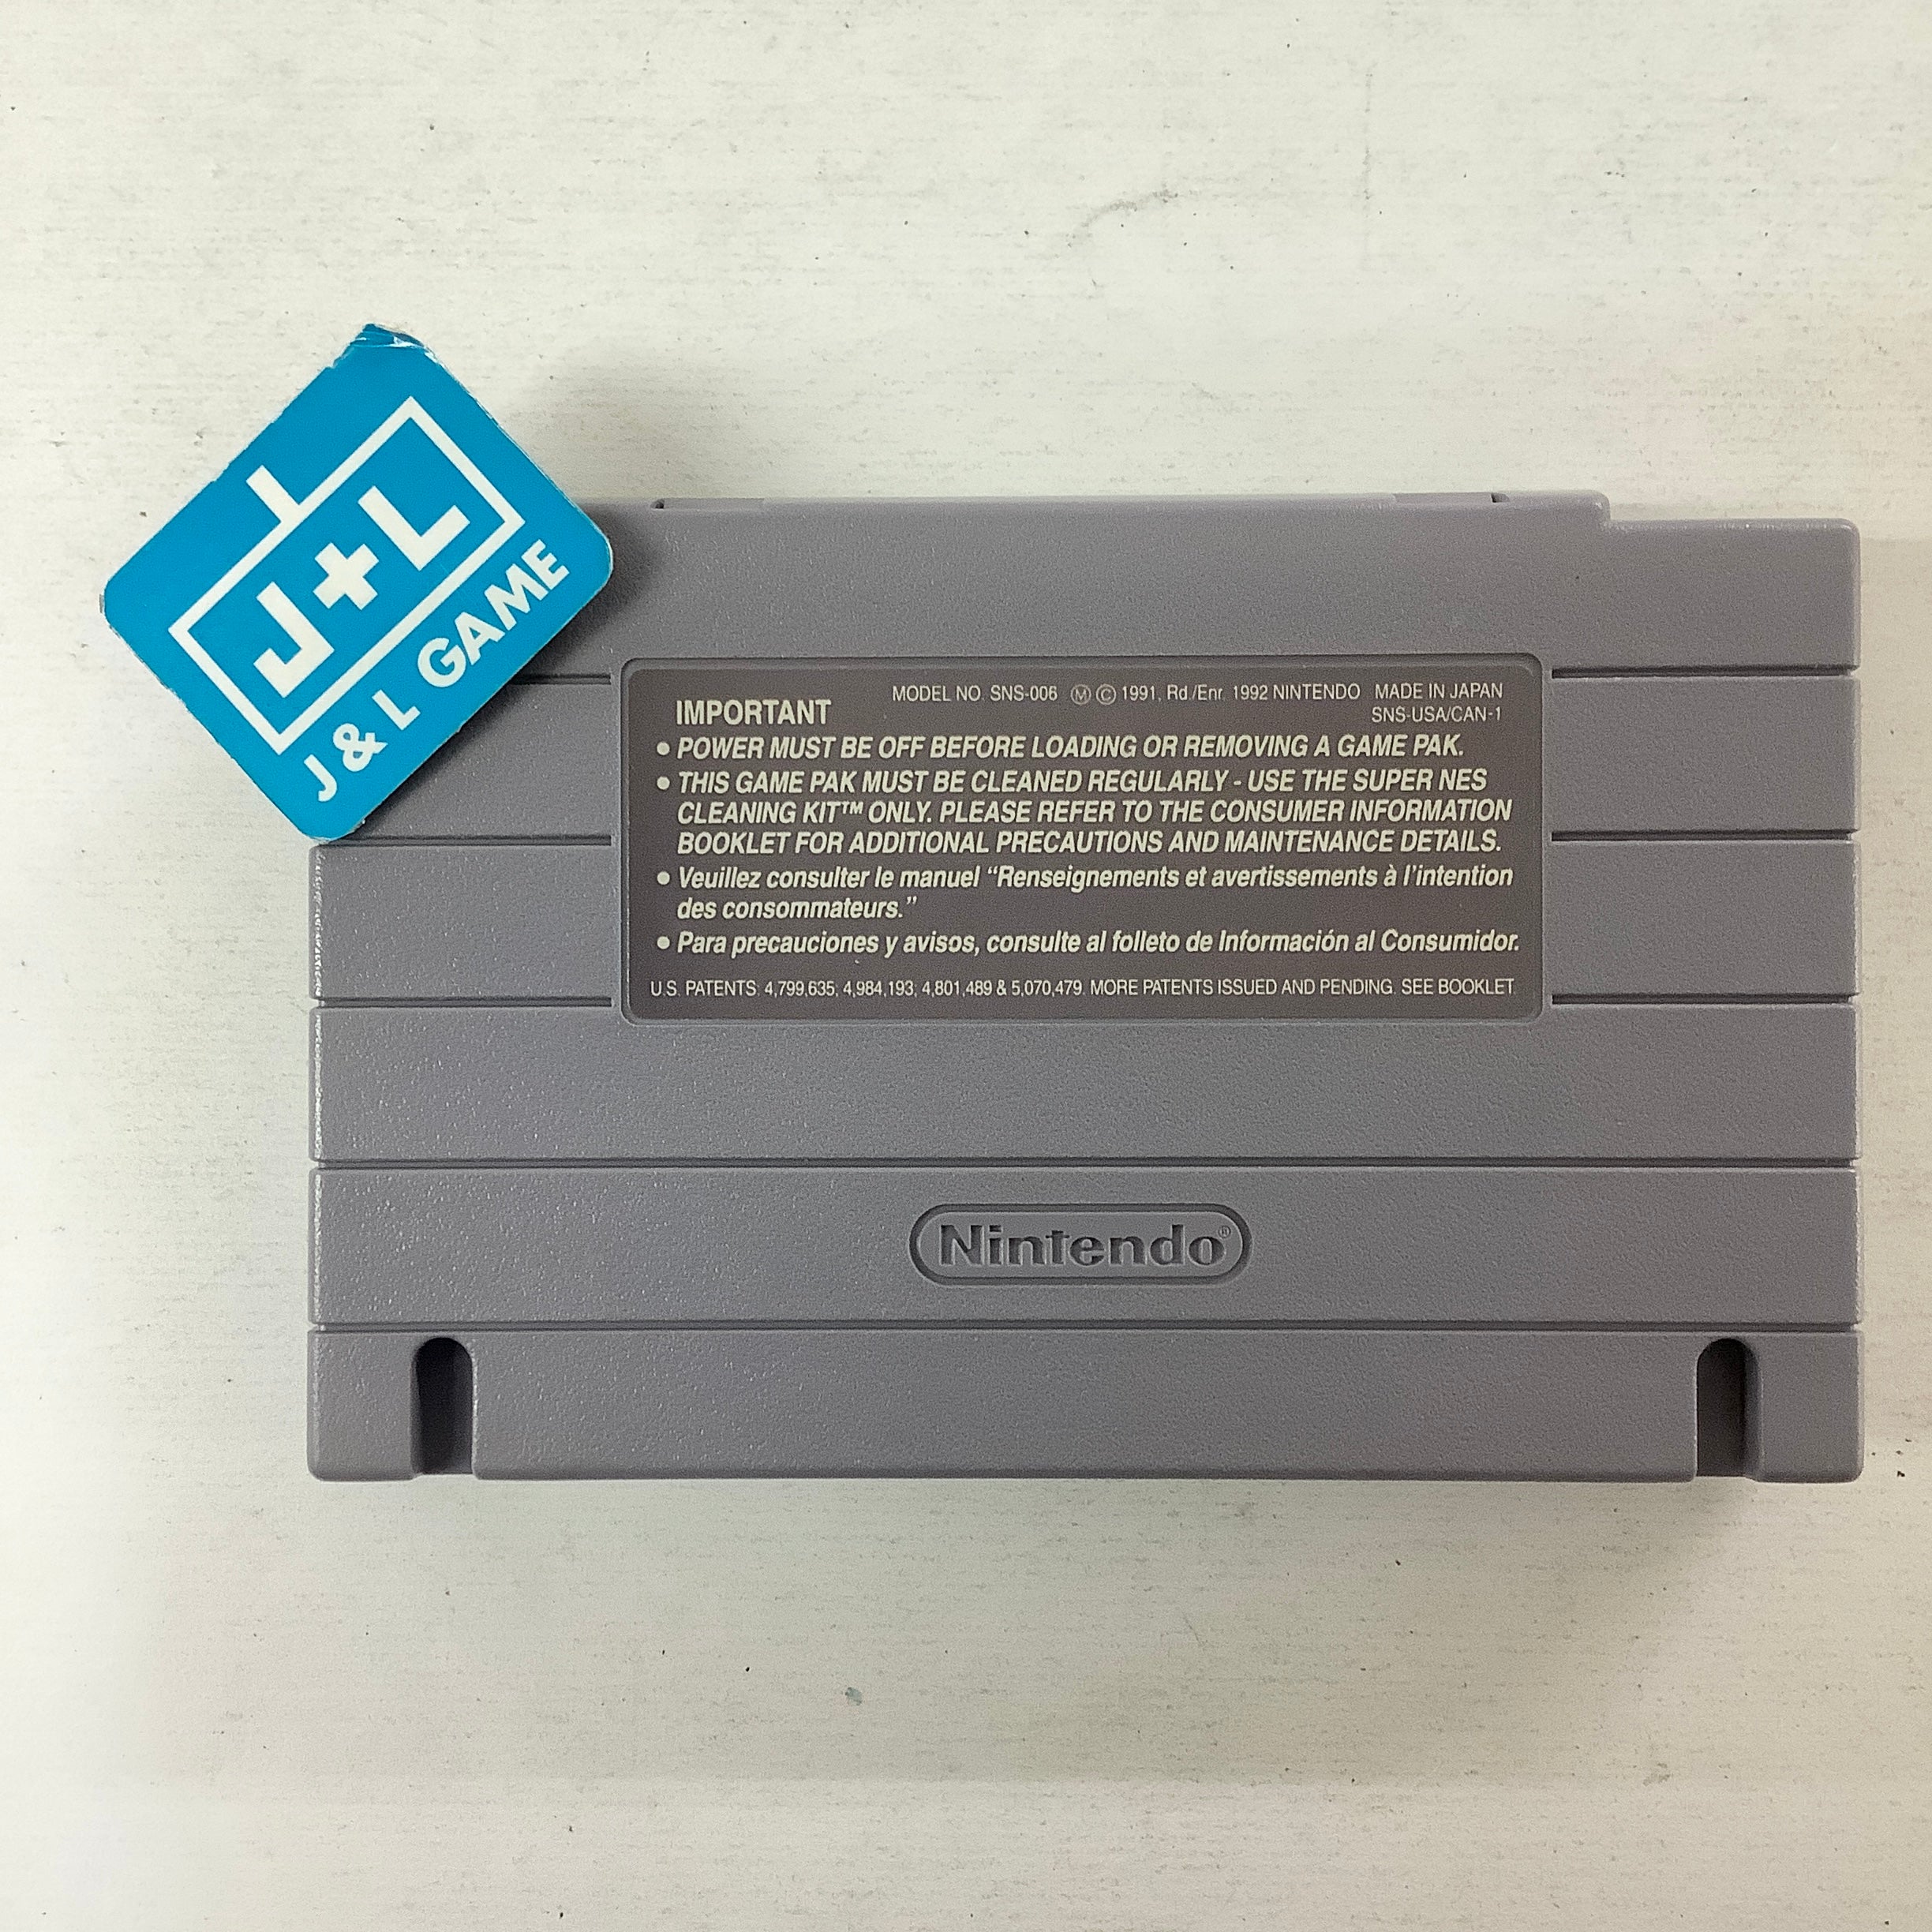 J+L
J & L GAME
MODEL NO. SNS-006 Ⓜ © 1991, Rd./Enr. 1992 NINTENDO MADE IN JAPAN
SNS-USA/CAN-1
IMPORTANT
• POWER MUST BE OFF BEFORE LOADING OR REMOVING A GAME PAK.
• THIS GAME PAK MUST BE CLEANED REGULARLY - USE THE SUPER NES
CLEANING KIT™ ONLY. PLEASE REFER TO THE CONSUMER INFORMATION
BOOKLET FOR ADDITIONAL PRECAUTIONS AND MAINTENANCE DETAILS.
• Veuillez consulter le manuel “Renseignements et avertissements à l’intention
des consommateurs.”
• Para precauciones y avisos, consulte al folleto de Información al Consumidor.
U.S. PATENTS: 4,799,635; 4,984,193; 4,801,489 & 5,070,479. MORE PATENTS ISSUED AND PENDING. SEE BOOKLET
Nintendo®